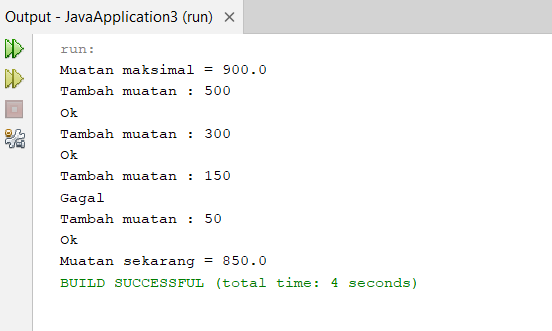 Output - JavaApplication3 (run) ×
run:
Muatan maksimal = 900.0
Tambah muatan : 500
Ok
Tambah muatan : 300
Ok
Tambah muatan : 150
Gagal
Tambah muatan : 50
Ok
Muatan sekarang = 850.0
BUILD SUCCESSFUL (total time: 4 seconds)